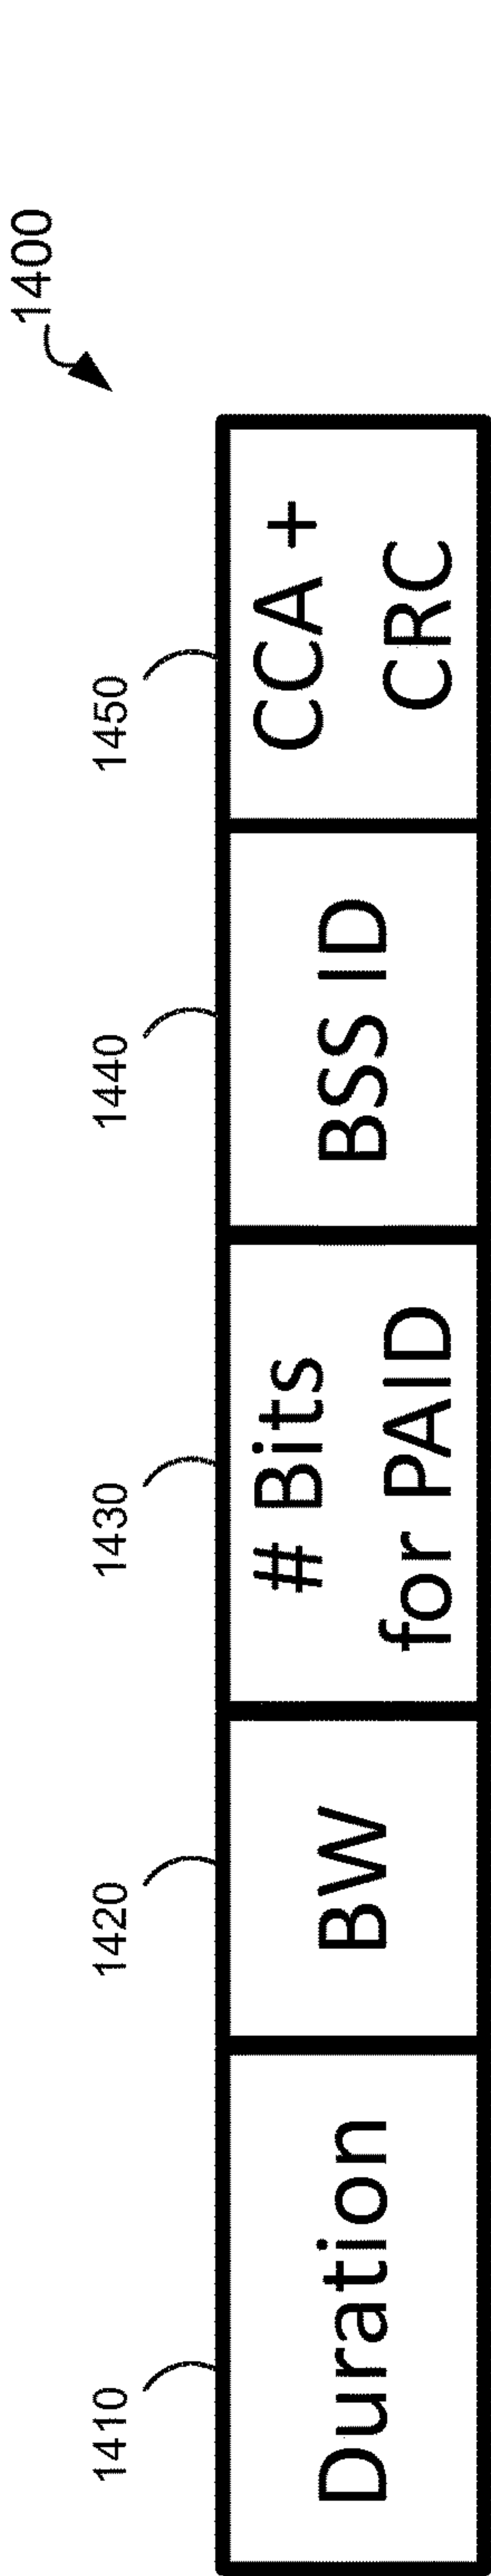 1400
1410
1420
1430
1440
1450
Duration
BW
# Bits
for PAID
BSS ID
CCA +
CRC